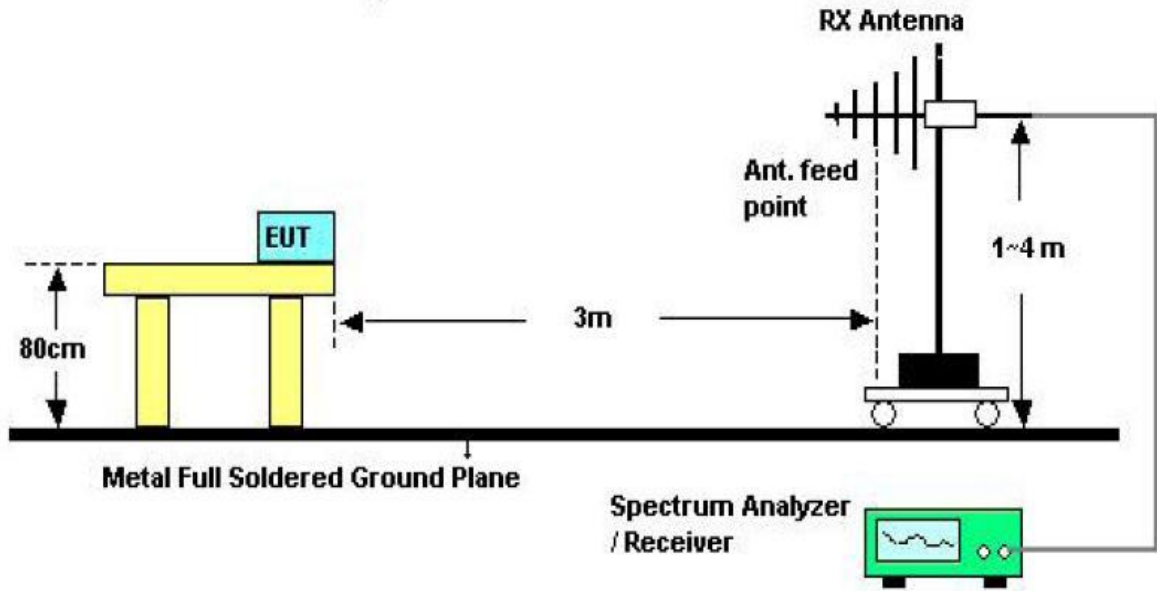 RX Antenna
Ant. feed
point
EUT
1~4 m
3m
80cm
Metal Full Soldered Ground Plane
Spectrum Analyzer
/ Receiver